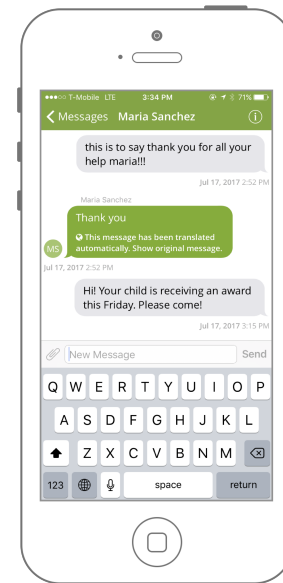 T-Mobile LTE 3:34 PM 71%
Messages Maria Sanchez
this is to say thank you for all your
help maria!!!
Jul 17, 2017 2:52 PM
Maria Sanchez
Thank you
This message has been translated
automatically. Show original message.
MS
Jul 17, 2017 2:52 PM
Hi! Your child is receiving an award
this Friday. Please come!
Jul 17, 2017 3:15 PM
New Message Send
Q W E R T Y U I O P
A S D F G H J K L
Z X C V B N M
123 space return